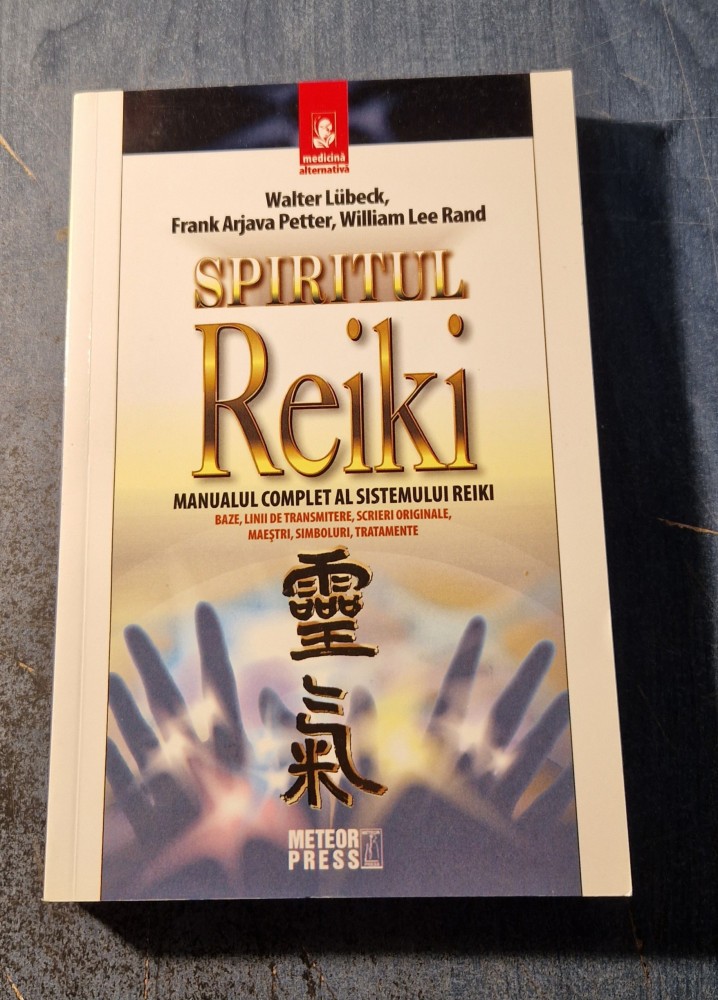 medicină
alternativă
Walter Lübeck,
Frank Arjava Petter, William Lee Rand
SPIRITUL
Reiki
MANUALUL COMPLET AL SISTEMULUI REIKI
BAZE, LINII DE TRANSMITERE, SCRIERI ORIGINALE,
MAEȘTRI, SIMBOLURI, TRATAMENTE
靈
氣
METEOR
PRESS